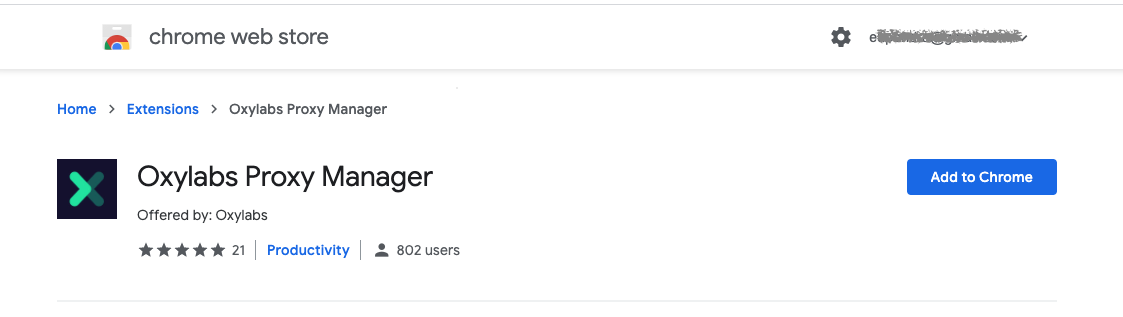 chrome web store
Home > Extensions > Oxylabs Proxy Manager
Oxylabs Proxy Manager
Add to Chrome
Offered by: Oxylabs
21 | Productivity | 802 users